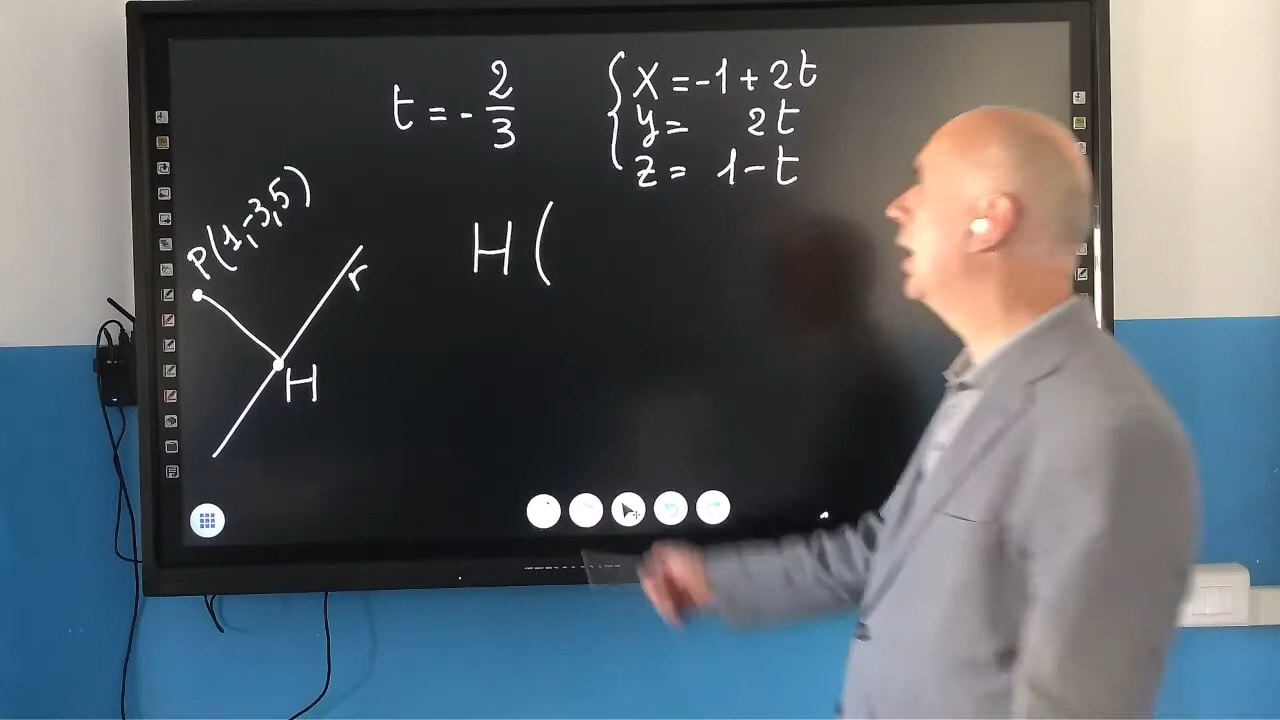 t = - 2/3
{ x = -1 + 2t
y = 2t
z = 1 - t
P(1,-3,5)
r
H (
H